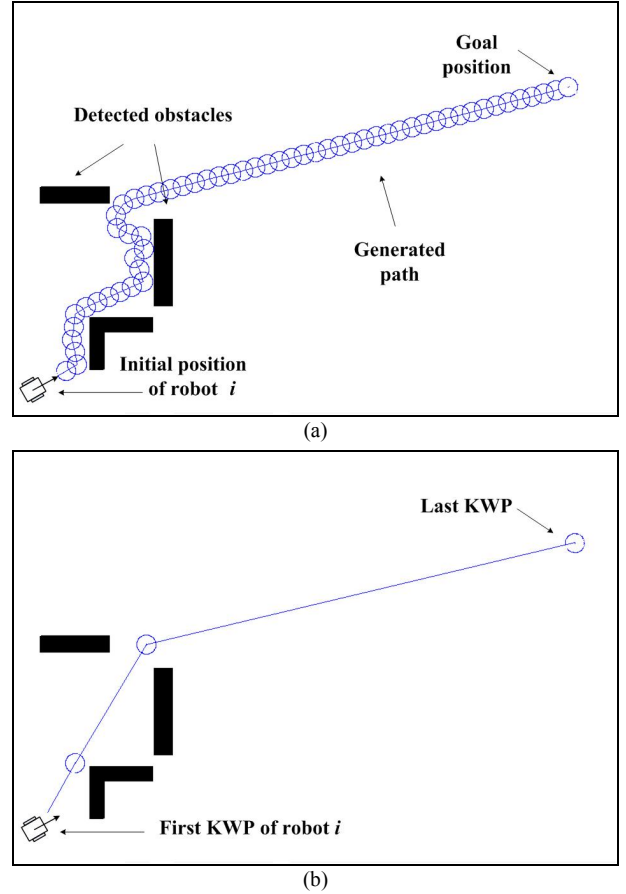 Goal
position
Detected obstacles
Generated
path
Initial position
of robot i
(a)
Last KWP
First KWP of robot i
(b)